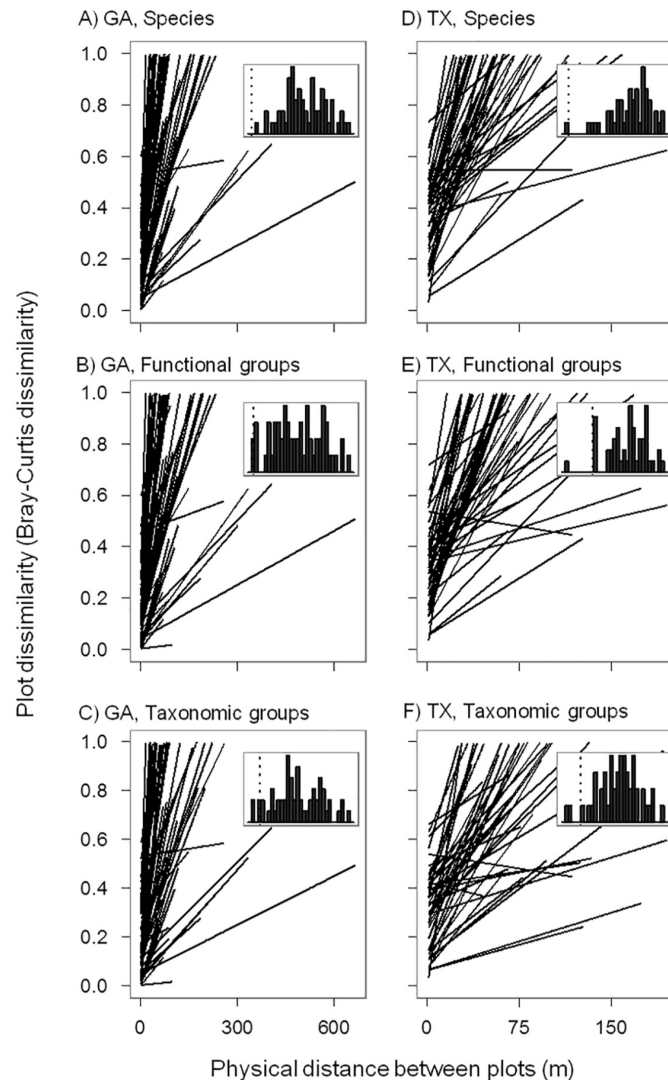 A) GA, Species
D) TX, Species
1.0
0.8
0.6
0.4
0.2
0.0
B) GA, Functional groups
E) TX, Functional groups
1.0
0.8
0.6
0.4
0.2
0.0
C) GA, Taxonomic groups
F) TX, Taxonomic groups
1.0
0.8
0.6
0.4
0.2
0.0
0 300 600
0 75 150
Plot dissimilarity (Bray-Curtis dissimilarity)
Physical distance between plots (m)